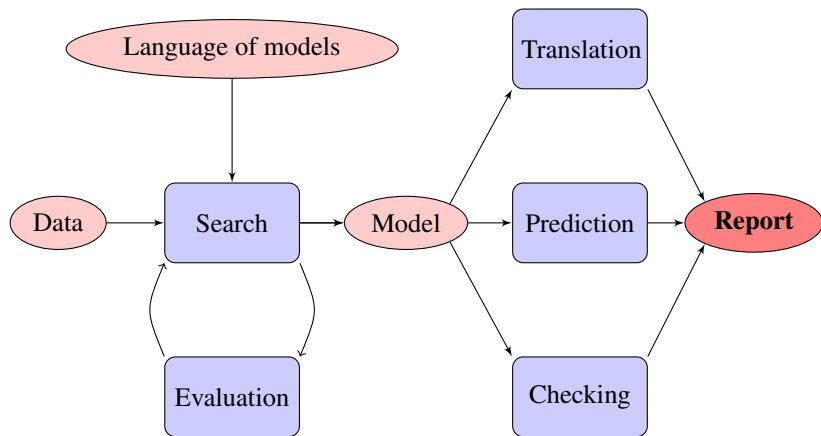 Language of models
Translation
Data
Search
Model
Prediction
Report
Evaluation
Checking